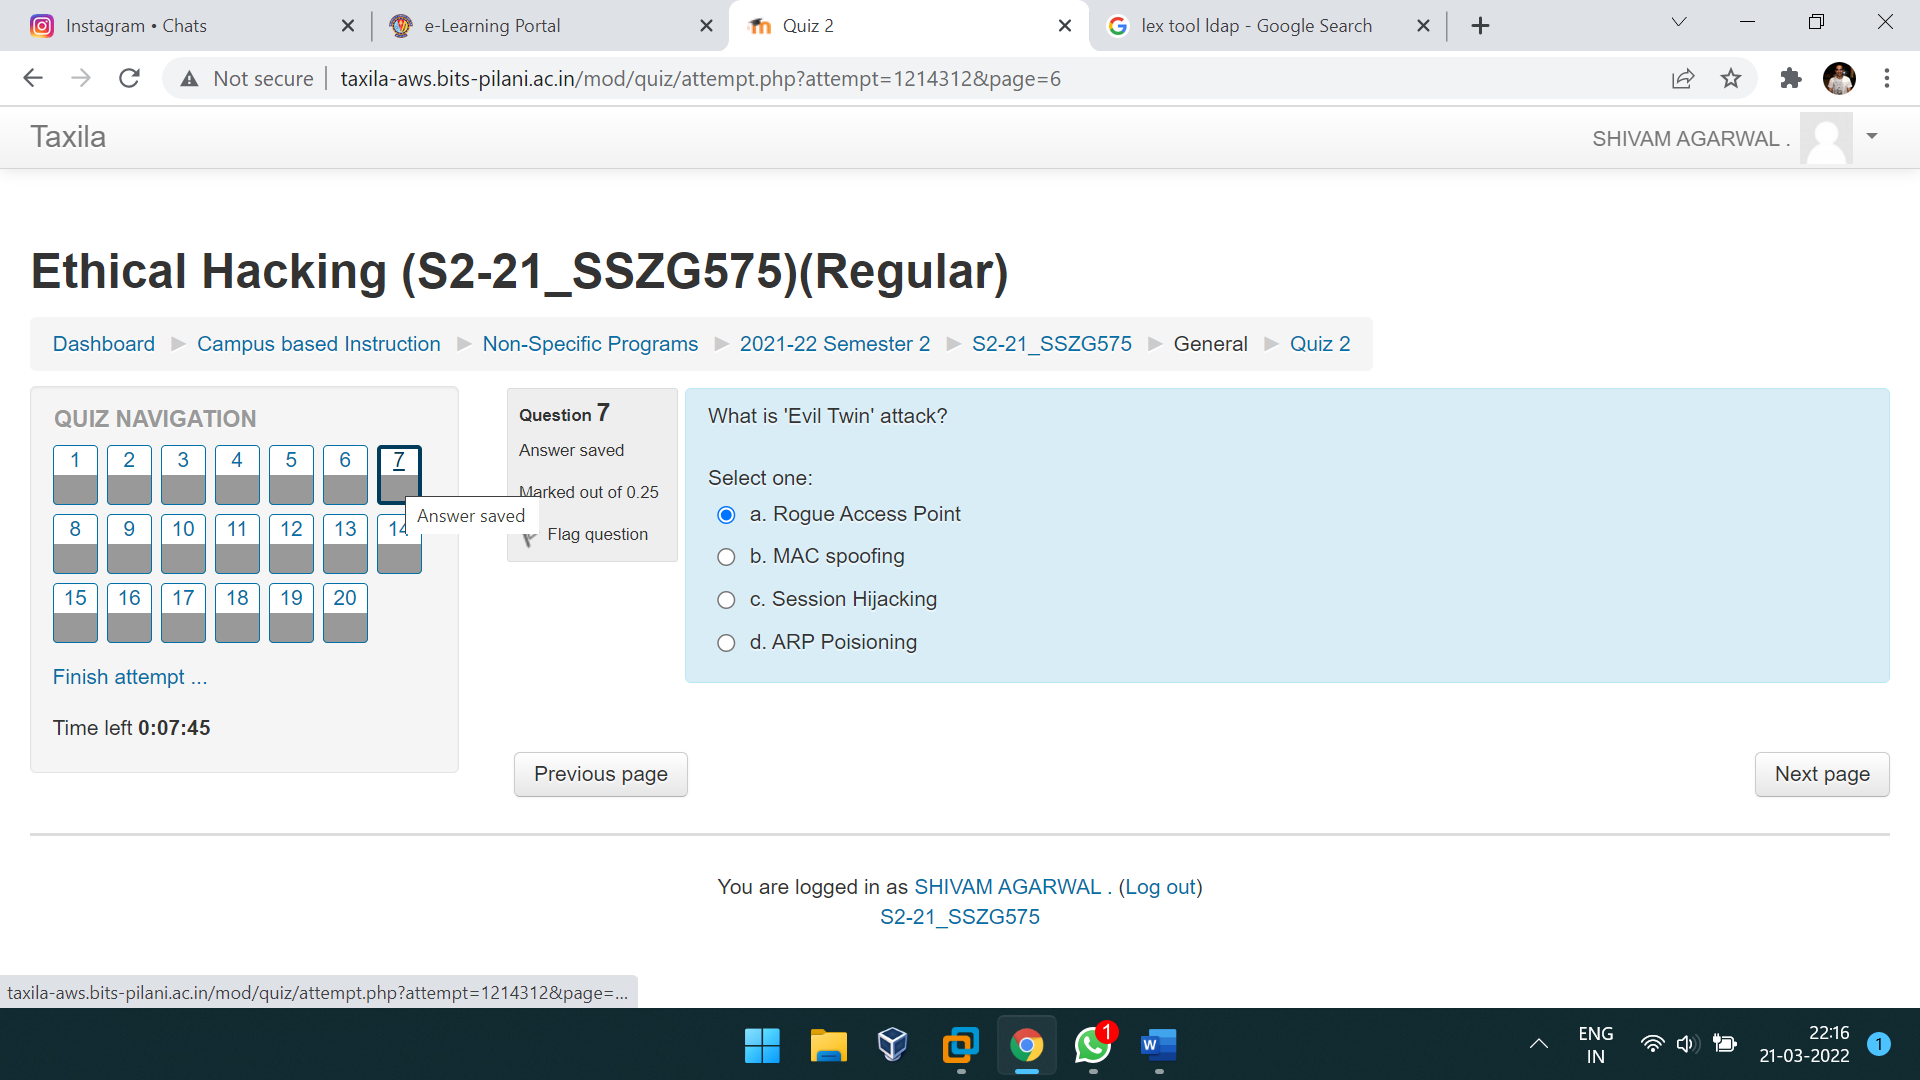 Instagram • Chats
e-Learning Portal
Quiz 2
lex tool ldap - Google Search
Not secure
taxila-aws.bits-pilani.ac.in/mod/quiz/attempt.php?attempt=1214312&page=6
Taxila
SHIVAM AGARWAL .
Ethical Hacking (S2-21_SSZG575)(Regular)
Dashboard
Campus based Instruction
Non-Specific Programs
2021-22 Semester 2
S2-21_SSZG575
General
Quiz 2
QUIZ NAVIGATION
1 2 3 4 5 6 7
8 9 10 11 12 13 14
15 16 17 18 19 20
Answer saved
Finish attempt ...
Time left 0:07:45
Question 7
Answer saved
Marked out of 0.25
Flag question
What is 'Evil Twin' attack?
Select one:
a. Rogue Access Point
b. MAC spoofing
c. Session Hijacking
d. ARP Poisioning
Previous page
Next page
You are logged in as SHIVAM AGARWAL . (Log out)
S2-21_SSZG575
taxila-aws.bits-pilani.ac.in/mod/quiz/attempt.php?attempt=1214312&page=...
1
W
ENG
IN
22:16
21-03-2022
1